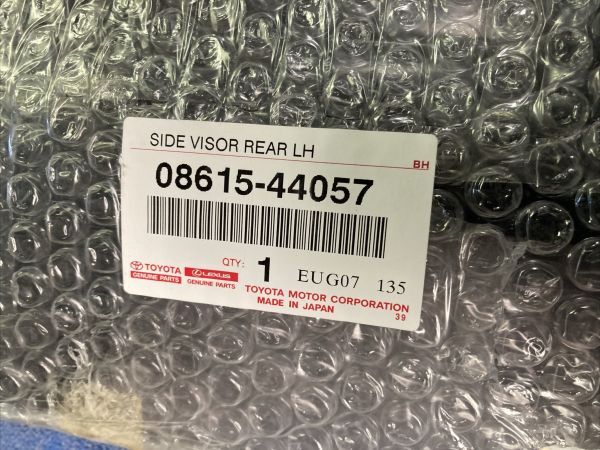 SIDE VISOR REAR LH
BH
08615-44057
QTY: 1 EUG07 135
TOYOTA LEXUS
GENUINE PARTS GENUINE PARTS
TOYOTA MOTOR CORPORATION
MADE IN JAPAN
39